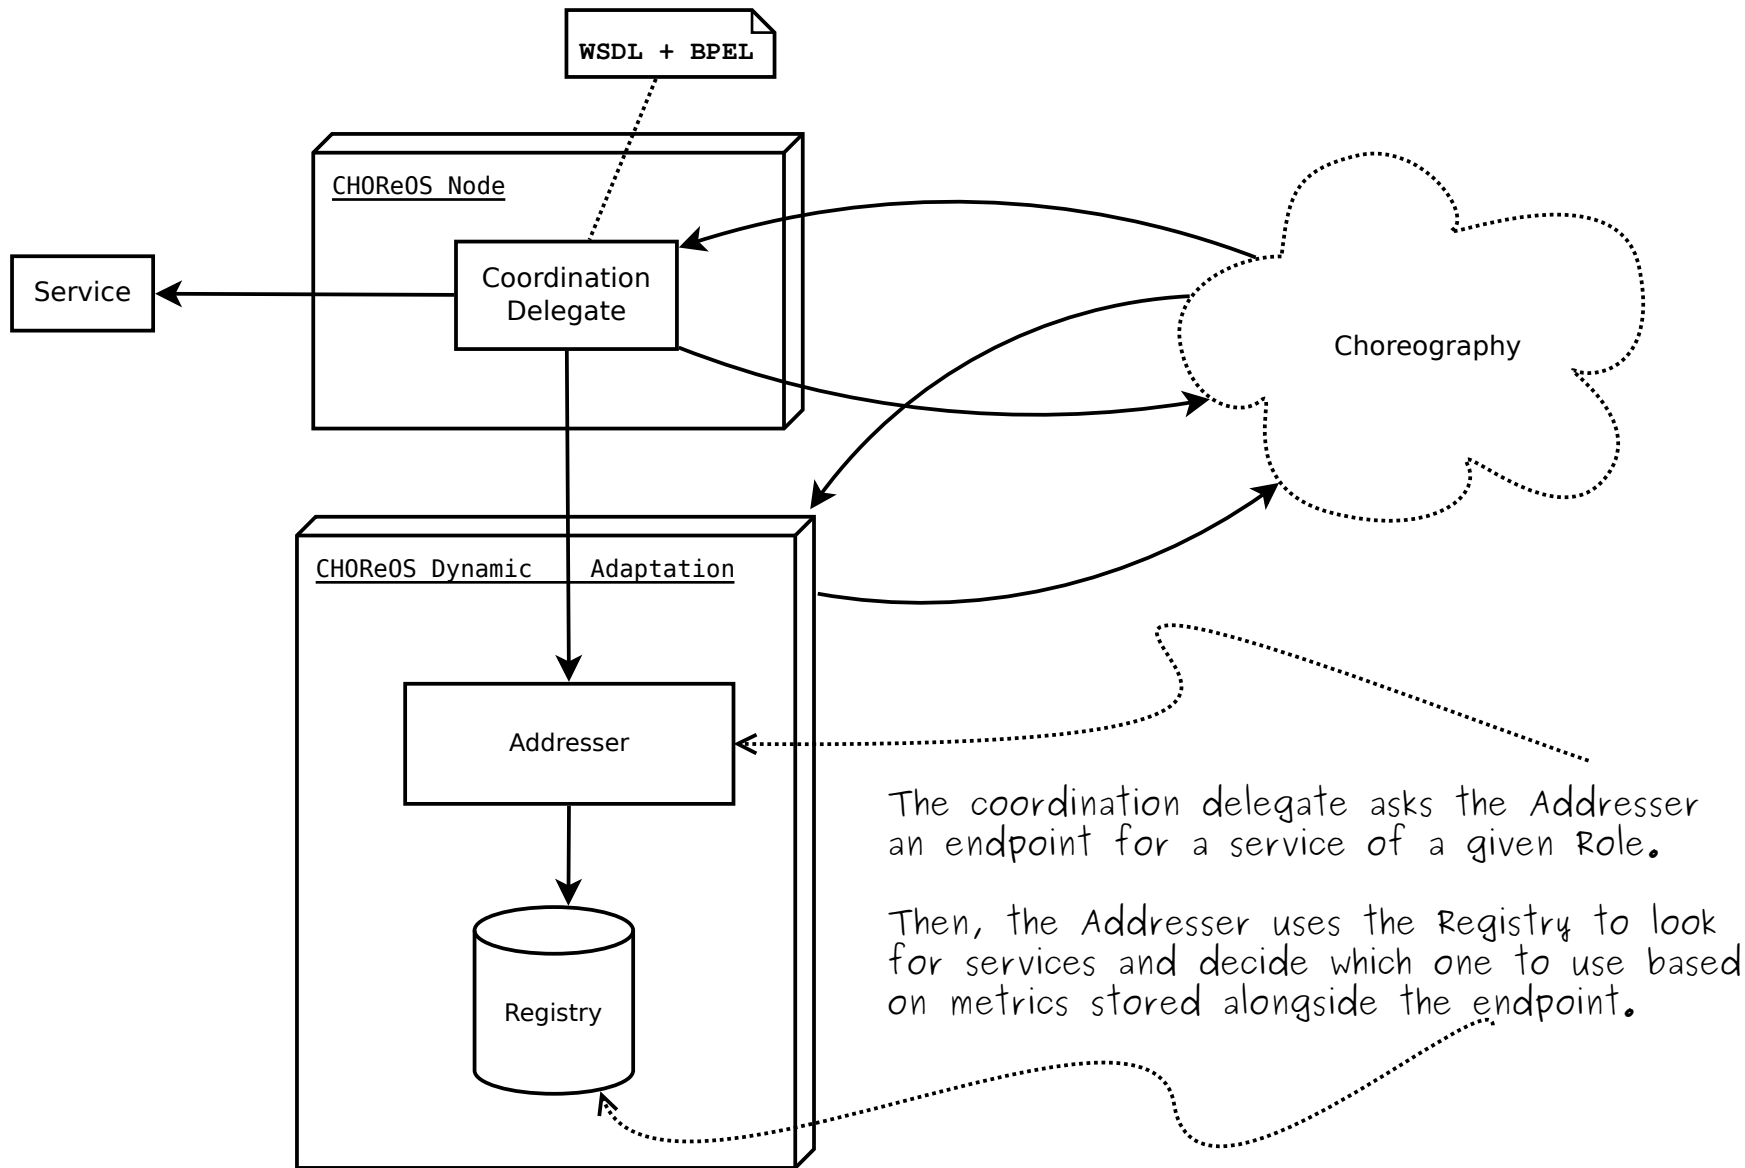 WSDL + BPEL
CHOReOS Node
Coordination
Delegate
Service
Choreography
CHOReOS Dynamic Adaptation
Addresser
The coordination delegate asks the Addresser
an endpoint for a service of a given Role.
Then, the Addresser uses the Registry to look
for services and decide which one to use based
on metrics stored alongside the endpoint.
Registry